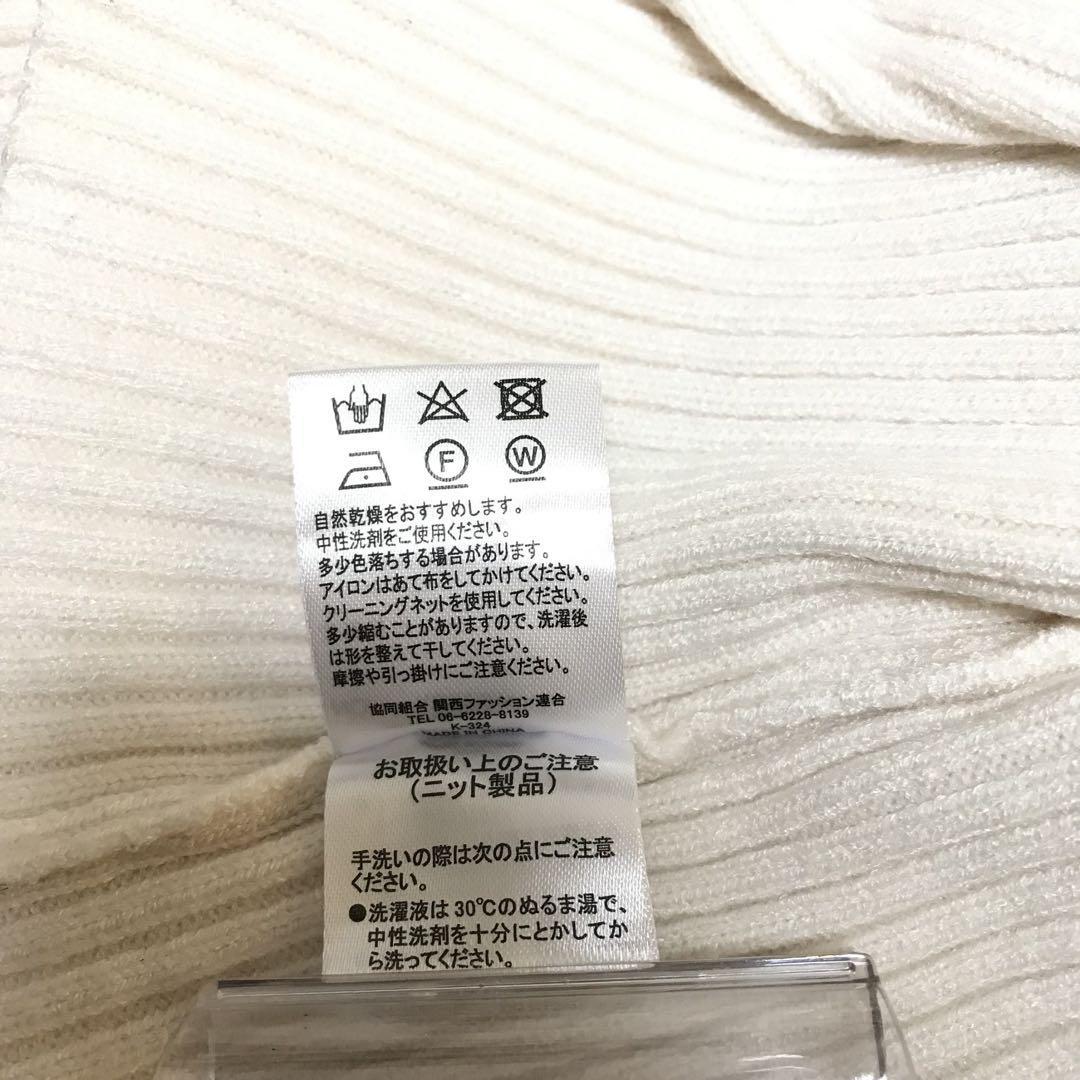 F W
自然乾燥をおすすめします。
中性洗剤をご使用ください。
多少色落ちする場合があります。
アイロンはあて布をしてかけてください。
クリーニングネットを使用してください。
多少縮むことがありますので、洗濯後
は形を整えて干してください。
摩擦や引っ掛けにご注意ください。
協同組合 関西ファッション連合
TEL 06-6228-8139
K-324
MADE IN CHINA
お取扱い上のご注意
(ニット製品)
手洗いの際は次の点にご注意
ください。
●洗濯液は30℃のぬるま湯で、
中性洗剤を十分にとかしてか
ら洗ってください。